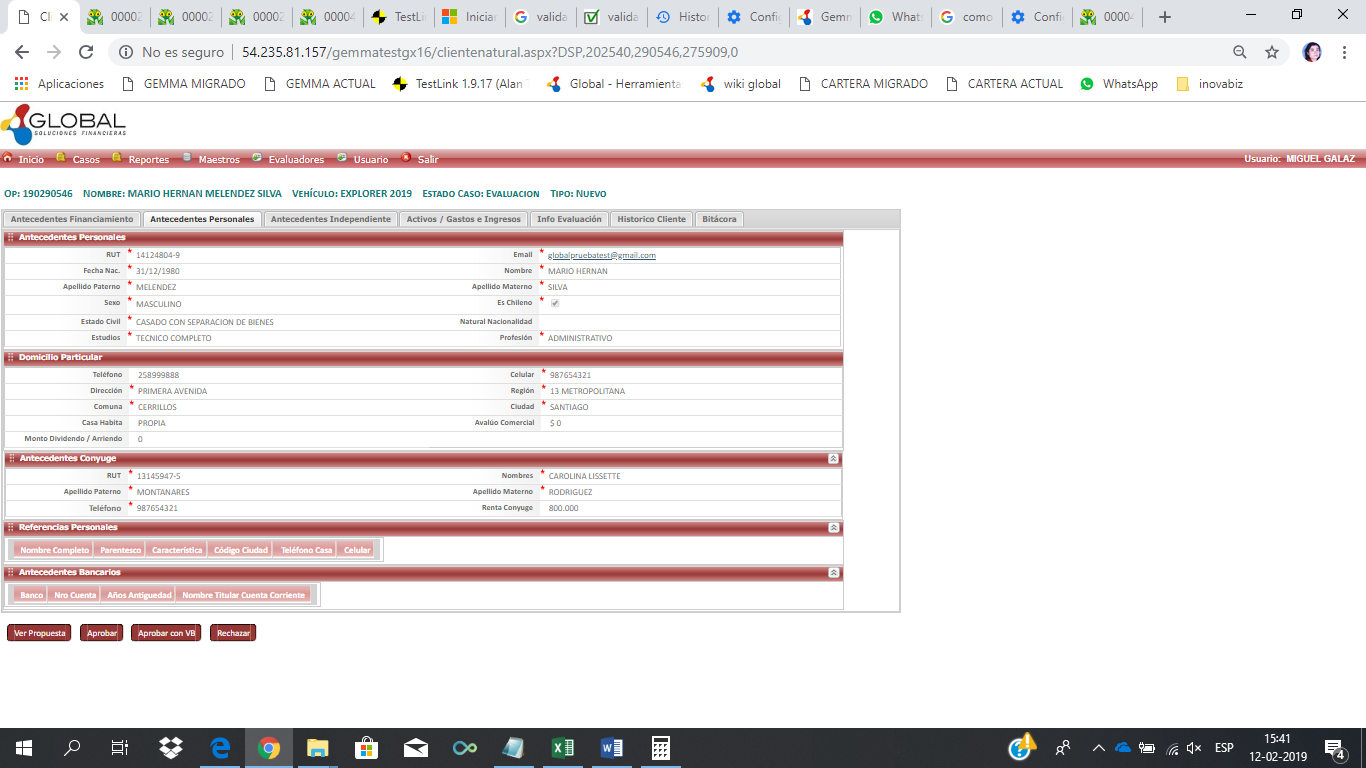 Cli
00002
00002
00002
00004
TestLi
Iniciar
valida
valida
Histor
Config
Gemm
Whats
como
Confi
00004
No es seguro | 54.235.81.157/gemmatestgx16/clientenatural.aspx?DSP,202540,290546,275909,0
Aplicaciones GEMMA MIGRADO GEMMA ACTUAL TestLink 1.9.17 (Alan Global - Herramienta wiki global CARTERA MIGRADO CARTERA ACTUAL WhatsApp inovabiz
GLOBAL
SOLUCIONES FINANCIERAS
Inicio Casos Reportes Maestros Evaluadores Usuario Salir Usuario: MIGUEL GALAZ
OP: 190290546 NOMBRE: MARIO HERNAN MELENDEZ SILVA VEHÍCULO: EXPLORER 2019 ESTADO CASO: EVALUACION TIPO: NUEVO
Antecedentes Financiamiento Antecedentes Personales Antecedentes Independiente Activos / Gastos e Ingresos Info Evaluación Historico Cliente Bitácora
Antecedentes Personales
RUT * 14124804-9 Email * globalpruebatest@gmail.com
Fecha Nac. * 31/12/1980 Nombre * MARIO HERNAN
Apellido Paterno * MELENDEZ Apellido Materno * SILVA
Sexo * MASCULINO Es Chileno *
Estado Civil * CASADO CON SEPARACION DE BIENES Natural Nacionalidad
Estudios * TECNICO COMPLETO Profesión * ADMINISTRATIVO
Domicilio Particular
Teléfono 258999888 Celular * 987654321
Dirección * PRIMERA AVENIDA Región * 13 METROPOLITANA
Comuna * CERRILLOS Ciudad * SANTIAGO
Casa Habita PROPIA Avalúo Comercial $ 0
Monto Dividendo / Arriendo 0
Antecedentes Conyuge
RUT * 13145947-5 Nombres * CAROLINA LISSETTE
Apellido Paterno * MONTANARES Apellido Materno * RODRIGUEZ
Teléfono * 987654321 Renta Conyuge 800.000
Referencias Personales
Nombre Completo Parentesco Característica Código Ciudad Teléfono Casa Celular
Antecedentes Bancarios
Banco Nro Cuenta Años Antiguedad Nombre Titular Cuenta Corriente
Ver Propuesta Aprobar Aprobar con VB Rechazar
ESP
15:41
12-02-2019
4